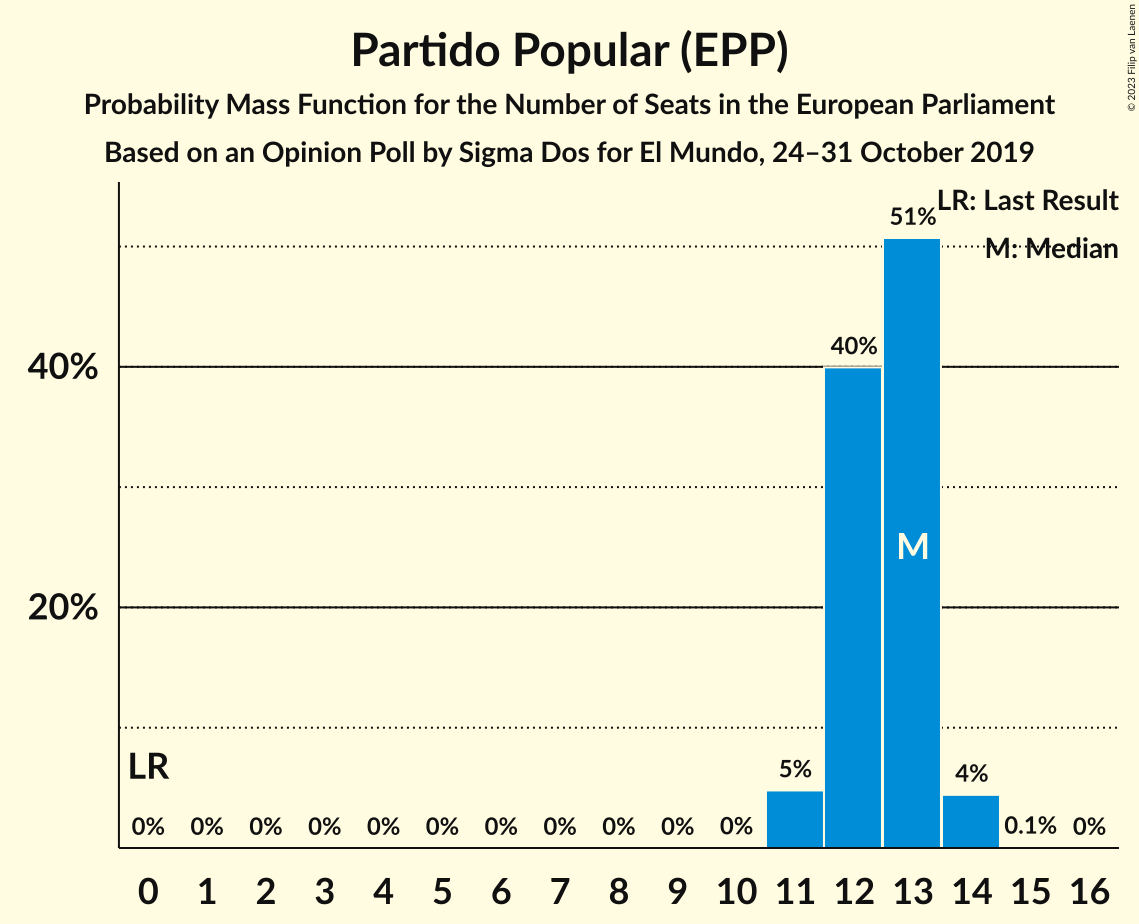 Partido Popular (EPP)
Probability Mass Function for the Number of Seats in the European Parliament
Based on an Opinion Poll by Sigma Dos for El Mundo, 24–31 October 2019
© 2023 Filip van Laenen
LR: Last Result
M: Median
51%
40%
40%
M
20%
LR
5%
4%
0% 0% 0% 0% 0% 0% 0% 0% 0% 0% 0% 0.1% 0%
0 1 2 3 4 5 6 7 8 9 10 11 12 13 14 15 16